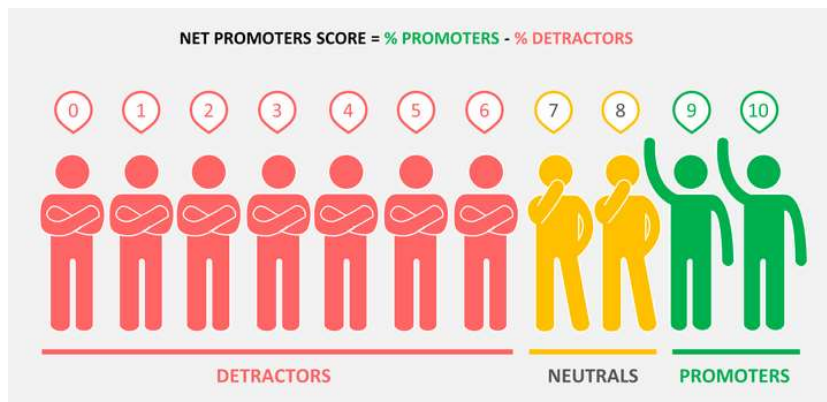 NET PROMOTERS SCORE = % PROMOTERS - % DETRACTORS
0 1 2 3 4 5 6 7 8 9 10
DETRACTORS NEUTRALS PROMOTERS